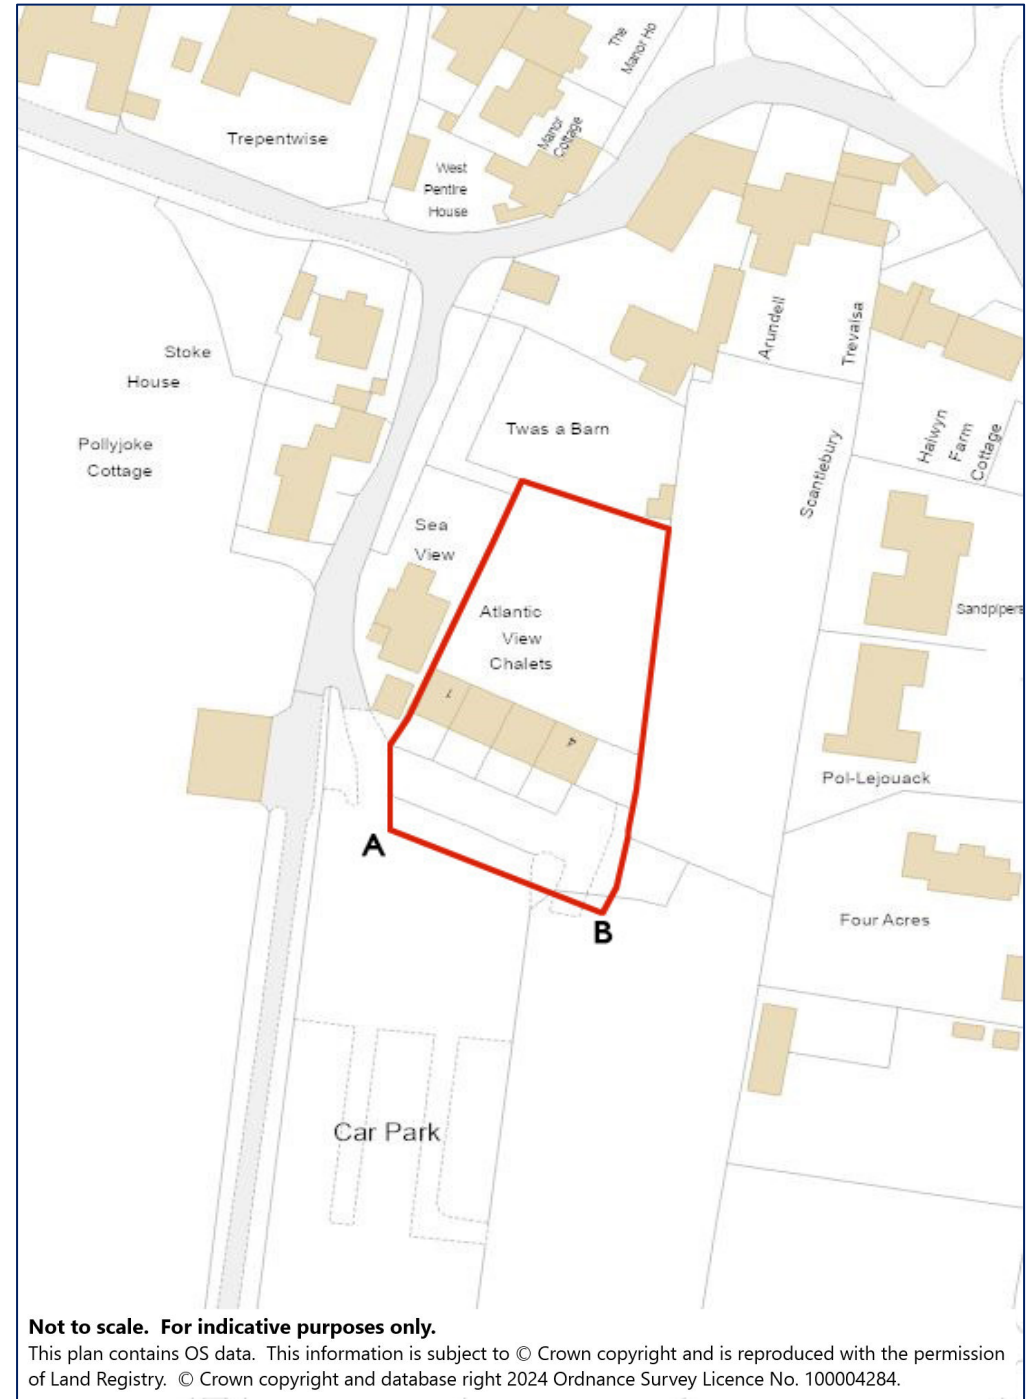 The
Manor Ho
Manor
Cottage
Trepentwise
West
Pentire
House
Arundell
Trevaisa
Stoke
House
Pollyjoke
Cottage
Twas a Barn
Halwyn
Farm
Cottage
Scantlebury
Sea
View
Atlantic
View
Chalets
Sandpipers
1
4
Pol-Lejouack
A
B
Four Acres
Car Park
Not to scale. For indicative purposes only.
This plan contains OS data. This information is subject to © Crown copyright and is reproduced with the permission
of Land Registry. © Crown copyright and database right 2024 Ordnance Survey Licence No. 100004284.